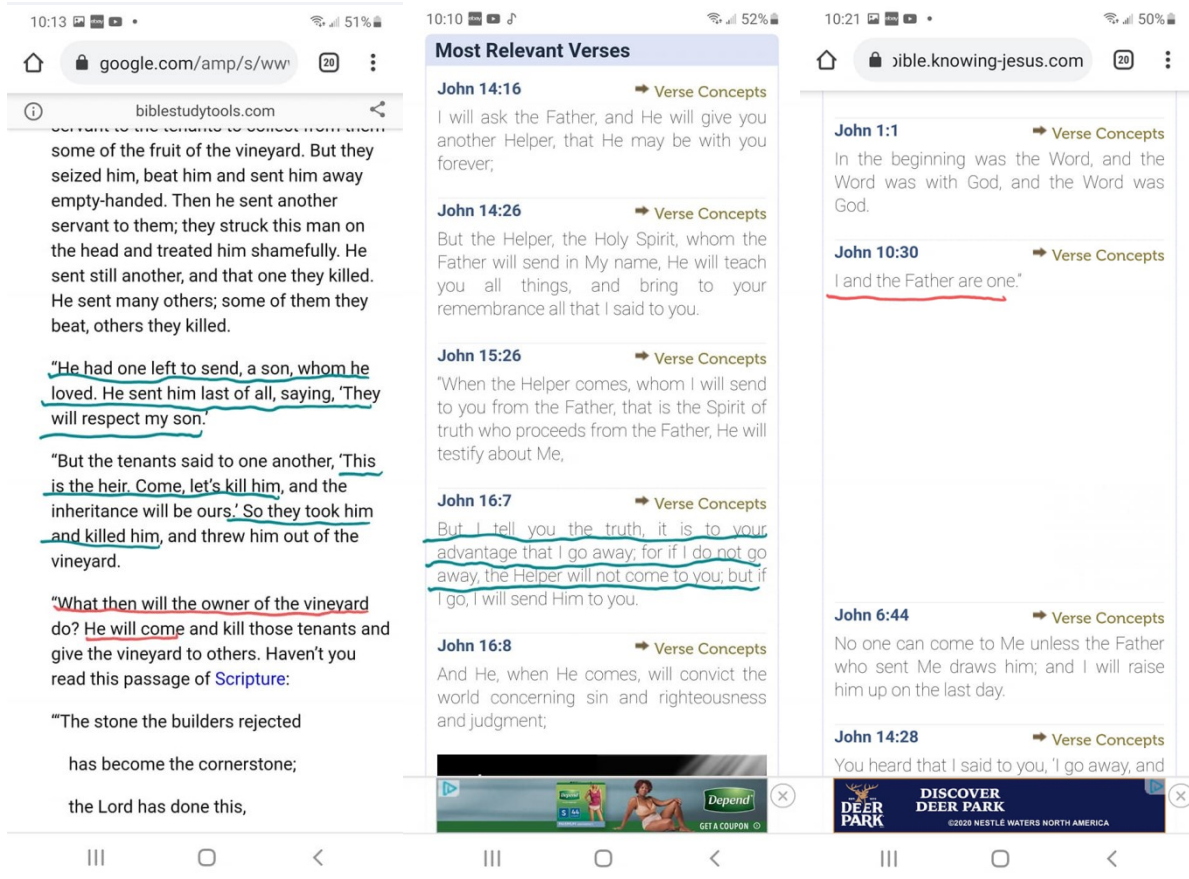 10:13
51%
google.com/amp/s/ww
20
biblestudytools.com
servant to the tenants to collect from them
some of the fruit of the vineyard. But they
seized him, beat him and sent him away
empty-handed. Then he sent another
servant to them; they struck this man on
the head and treated him shamefully. He
sent still another, and that one they killed.
He sent many others; some of them they
beat, others they killed.
“He had one left to send, a son, whom he
loved. He sent him last of all, saying, ‘They
will respect my son.’
“But the tenants said to one another, ‘This
is the heir. Come, let’s kill him, and the
inheritance will be ours.’ So they took him
and killed him, and threw him out of the
vineyard.
“What then will the owner of the vineyard
do? He will come and kill those tenants and
give the vineyard to others. Haven’t you
read this passage of Scripture:
“‘The stone the builders rejected
has become the cornerstone;
the Lord has done this,
10:10
52%
Most Relevant Verses
John 14:16 Verse Concepts
I will ask the Father, and He will give you
another Helper, that He may be with you
forever;
John 14:26 Verse Concepts
But the Helper, the Holy Spirit, whom the
Father will send in My name, He will teach
you all things, and bring to your
remembrance all that I said to you.
John 15:26 Verse Concepts
“When the Helper comes, whom I will send
to you from the Father, that is the Spirit of
truth who proceeds from the Father, He will
testify about Me,
John 16:7 Verse Concepts
But I tell you the truth, it is to your
advantage that I go away; for if I do not go
away, the Helper will not come to you; but if
I go, I will send Him to you.
John 16:8 Verse Concepts
And He, when He comes, will convict the
world concerning sin and righteousness
and judgment;
Depend
GET A COUPON
10:21
50%
bible.knowing-jesus.com
20
John 1:1 Verse Concepts
In the beginning was the Word, and the
Word was with God, and the Word was
God.
John 10:30 Verse Concepts
I and the Father are one.”
John 6:44 Verse Concepts
No one can come to Me unless the Father
who sent Me draws him; and I will raise
him up on the last day.
John 14:28 Verse Concepts
You heard that I said to you, ‘I go away, and
DEER
PARK
DISCOVER
DEER PARK
©2020 NESTLÉ WATERS NORTH AMERICA